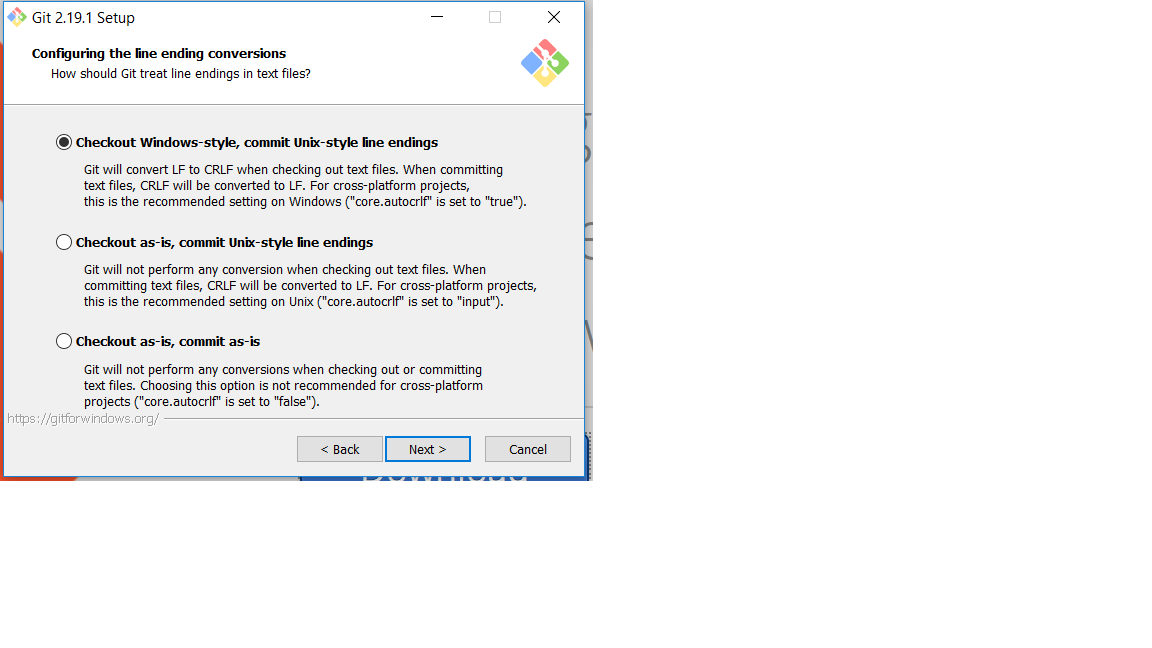 Git 2.19.1 Setup
Configuring the line ending conversions
How should Git treat line endings in text files?
Checkout Windows-style, commit Unix-style line endings
Git will convert LF to CRLF when checking out text files. When committing
text files, CRLF will be converted to LF. For cross-platform projects,
this is the recommended setting on Windows ("core.autocrlf" is set to "true").
Checkout as-is, commit Unix-style line endings
Git will not perform any conversion when checking out text files. When
committing text files, CRLF will be converted to LF. For cross-platform projects,
this is the recommended setting on Unix ("core.autocrlf" is set to "input").
Checkout as-is, commit as-is
Git will not perform any conversions when checking out or committing
text files. Choosing this option is not recommended for cross-platform
projects ("core.autocrlf" is set to "false").
https://gitforwindows.org/
< Back
Next >
Cancel
Download